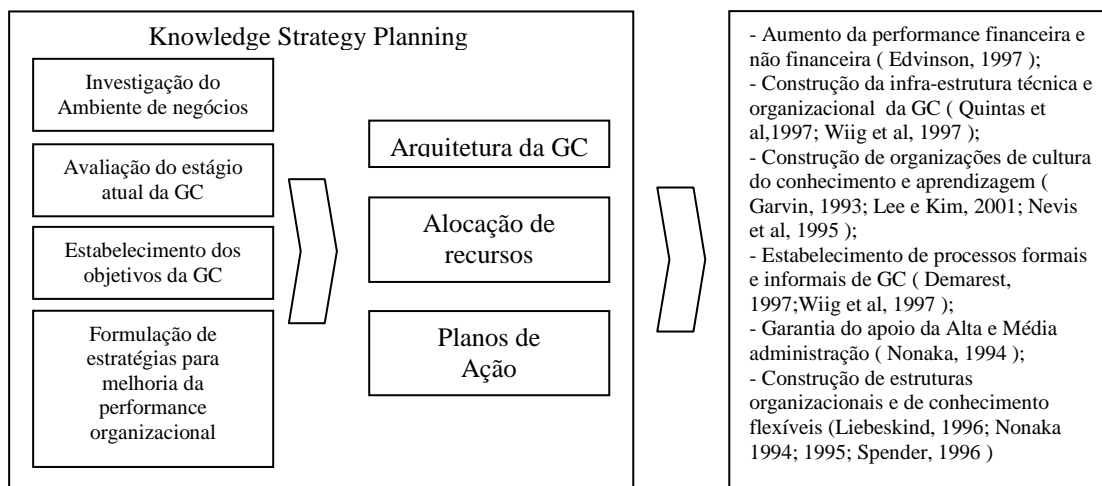 Knowledge Strategy Planning
Investigação do
Ambiente de negócios
Avaliação do estágio
atual da GC
Estabelecimento dos
objetivos da GC
Formulação de
estratégias para
melhoria da
performance
organizacional
Arquitetura da GC
Alocação de
recursos
Planos de
Ação
- Aumento da performance financeira e
não financeira ( Edvinson, 1997 );
- Construção da infra-estrutura técnica e
organizacional da GC ( Quintas et
al,1997; Wiig et al, 1997 );
- Construção de organizações de cultura
do conhecimento e aprendizagem (
Garvin, 1993; Lee e Kim, 2001; Nevis
et al, 1995 );
- Estabelecimento de processos formais
e informais de GC ( Demarest,
1997;Wiig et al, 1997 );
- Garantia do apoio da Alta e Média
administração ( Nonaka, 1994 );
- Construção de estruturas
organizacionais e de conhecimento
flexíveis (Liebeskind, 1996; Nonaka
1994; 1995; Spender, 1996 )